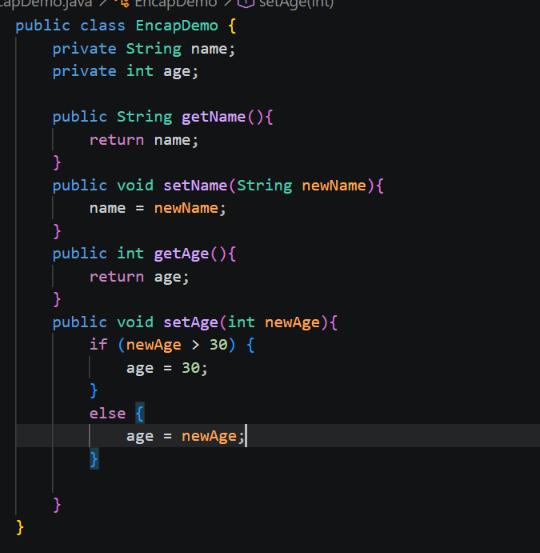 capDemo.java > EncapDemo > setAge(int)
public class EncapDemo {
    private String name;
    private int age;

    public String getName(){
        return name;
    }
    public void setName(String newName){
        name = newName;
    }
    public int getAge(){
        return age;
    }
    public void setAge(int newAge){
        if (newAge > 30) {
            age = 30;
        }
        else {
            age = newAge;
        }

    }
}